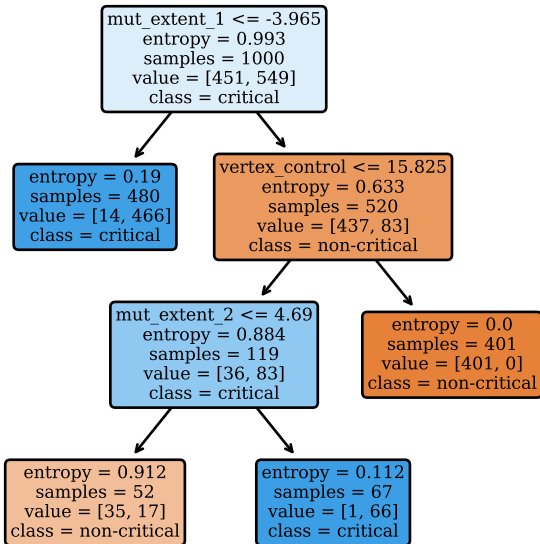 mut_extent_1 <= -3.965
entropy = 0.993
samples = 1000
value = [451, 549]
class = critical
entropy = 0.19
samples = 480
value = [14, 466]
class = critical
vertex_control <= 15.825
entropy = 0.633
samples = 520
value = [437, 83]
class = non-critical
mut_extent_2 <= 4.69
entropy = 0.884
samples = 119
value = [36, 83]
class = critical
entropy = 0.0
samples = 401
value = [401, 0]
class = non-critical
entropy = 0.912
samples = 52
value = [35, 17]
class = non-critical
entropy = 0.112
samples = 67
value = [1, 66]
class = critical